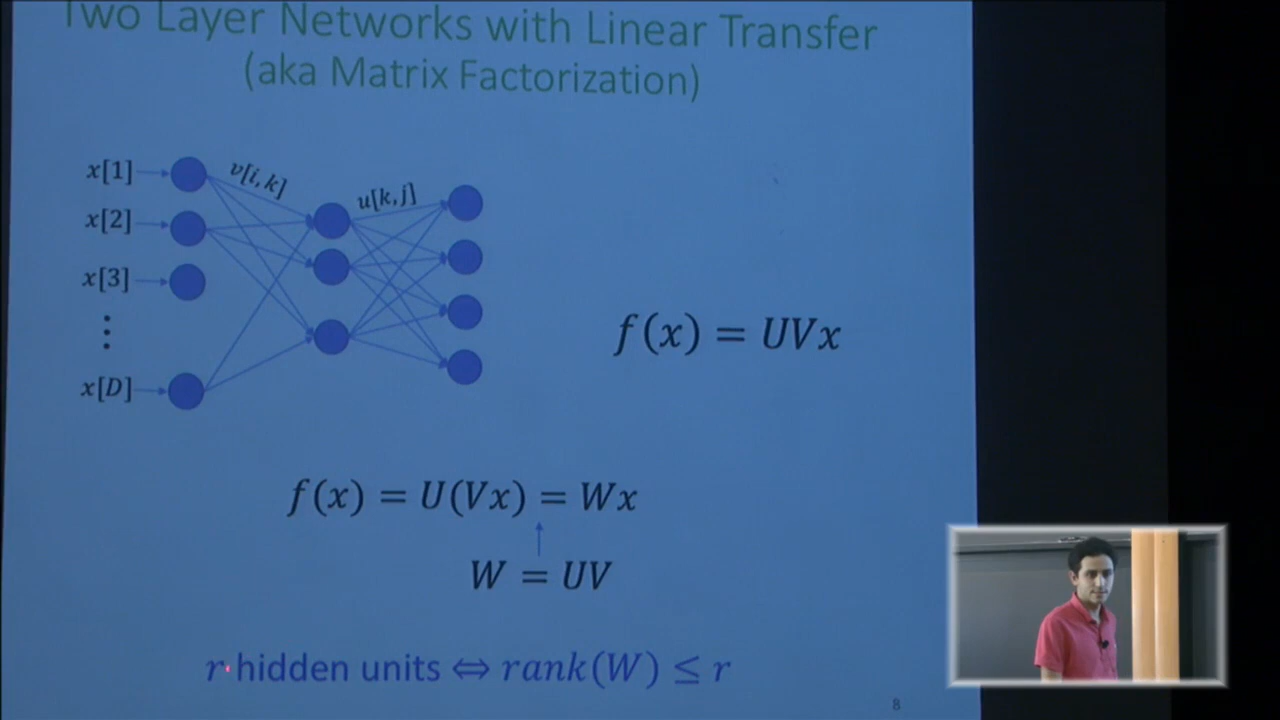 Two Layer Networks with Linear Transfer
(aka Matrix Factorization)
x[1]
v[i,k]
u[k,j]
x[2]
x[3]
⋮
x[D]
f(x) = UVx
f(x) = U(Vx) = Wx
W = UV
r hidden units ⇔ rank(W) ≤ r
8